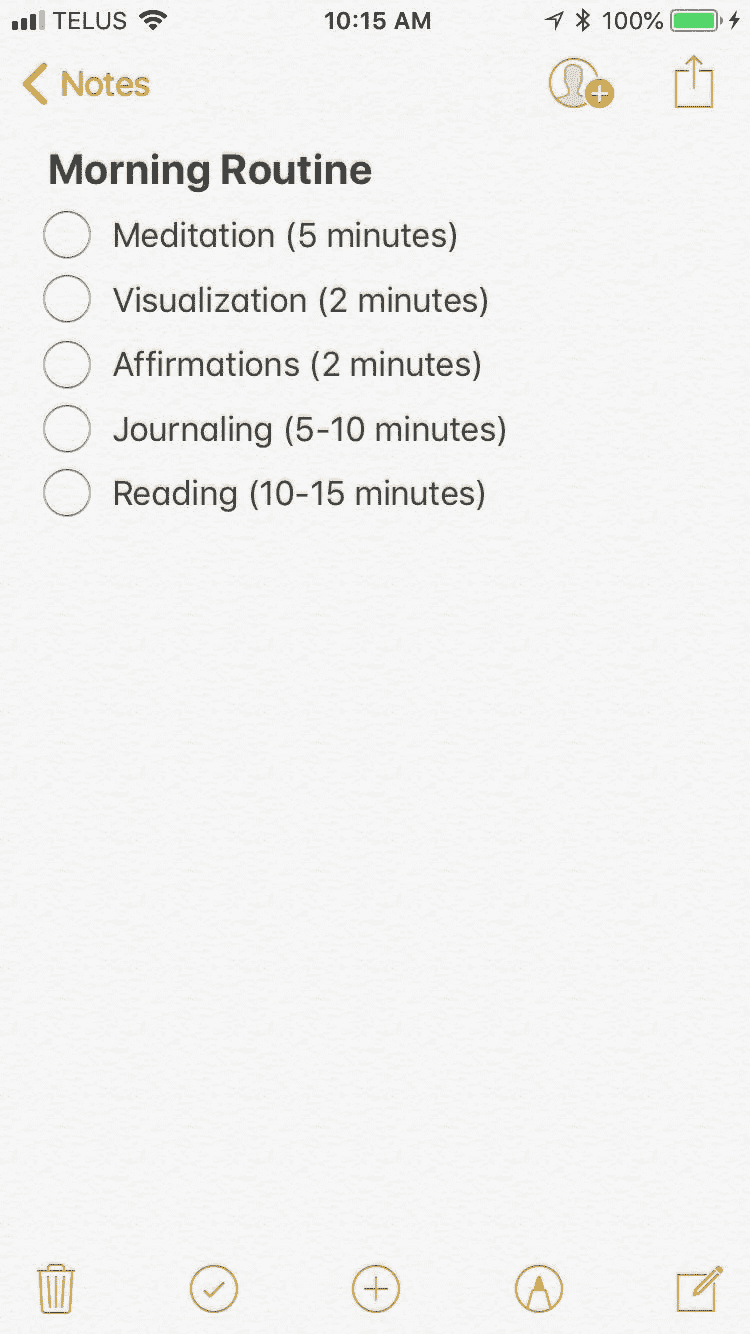 TELUS 10:15 AM 100%
Notes
Morning Routine
Meditation (5 minutes)
Visualization (2 minutes)
Affirmations (2 minutes)
Journaling (5-10 minutes)
Reading (10-15 minutes)